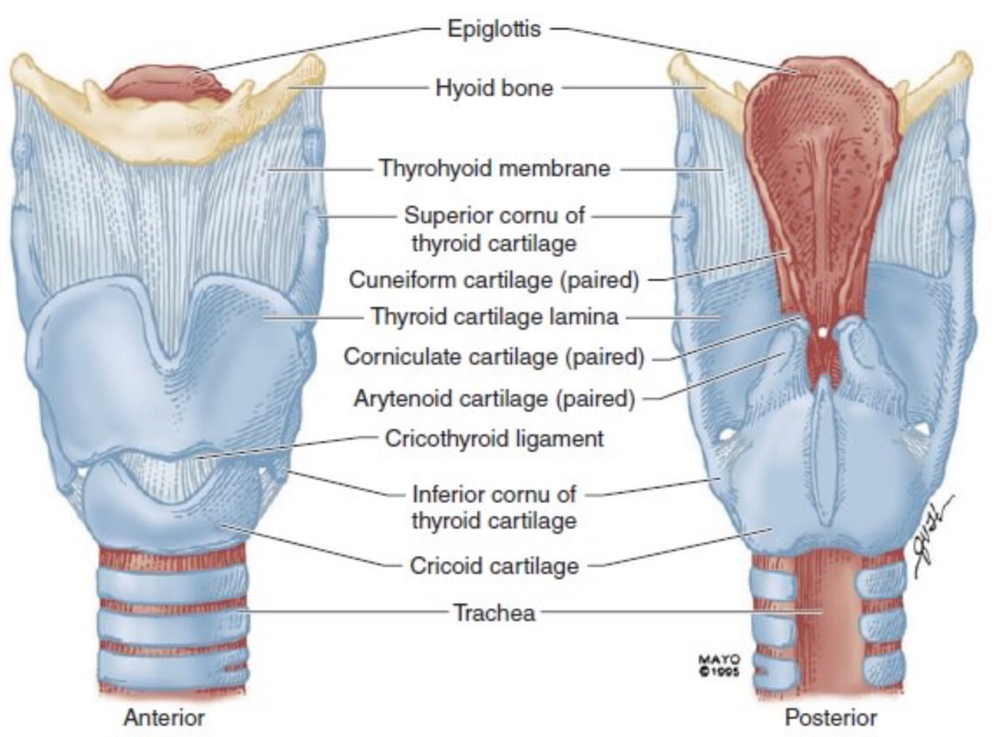 Epiglottis
Hyoid bone
Thyrohyoid membrane
Superior cornu of
thyroid cartilage
Cuneiform cartilage (paired)
Thyroid cartilage lamina
Corniculate cartilage (paired)
Arytenoid cartilage (paired)
Cricothyroid ligament
Inferior cornu of
thyroid cartilage
Cricoid cartilage
Trachea
MAYO
©1995
Anterior
Posterior